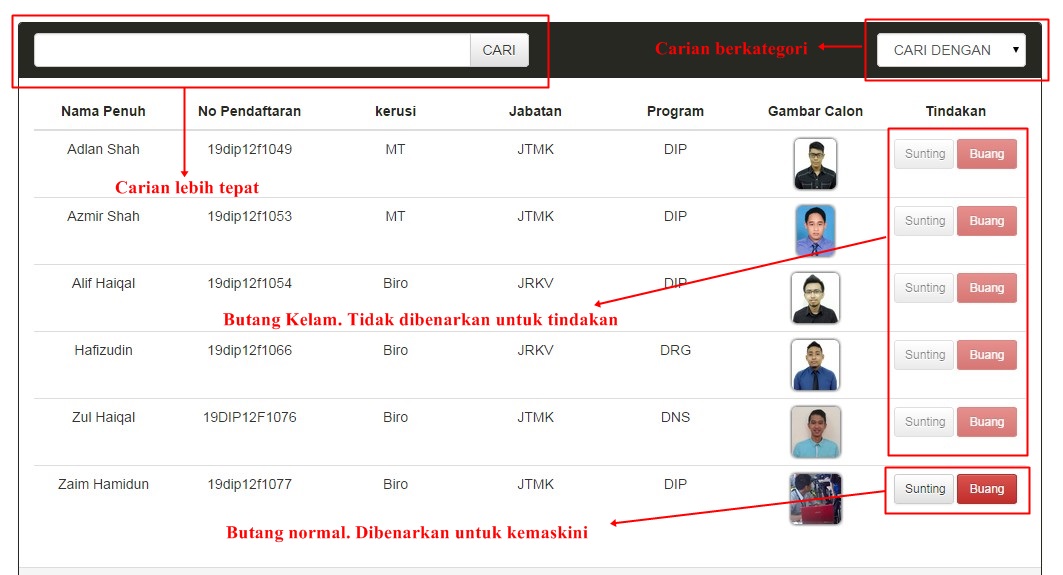 CARI
Carian berkategori
CARI DENGAN
Nama Penuh No Pendaftaran kerusi Jabatan Program Gambar Calon Tindakan
Adlan Shah 19dip12f1049 MT JTMK DIP Sunting Buang
Carian lebih tepat
Azmir Shah 19dip12f1053 MT JTMK DIP Sunting Buang
Alif Haiqal 19dip12f1054 Biro JRKV DIP Sunting Buang
Butang Kelam. Tidak dibenarkan untuk tindakan
Hafizudin 19dip12f1066 Biro JRKV DRG Sunting Buang
Zul Haiqal 19DIP12F1076 Biro JTMK DNS Sunting Buang
Zaim Hamidun 19dip12f1077 Biro JTMK DIP Sunting Buang
Butang normal. Dibenarkan untuk kemaskini